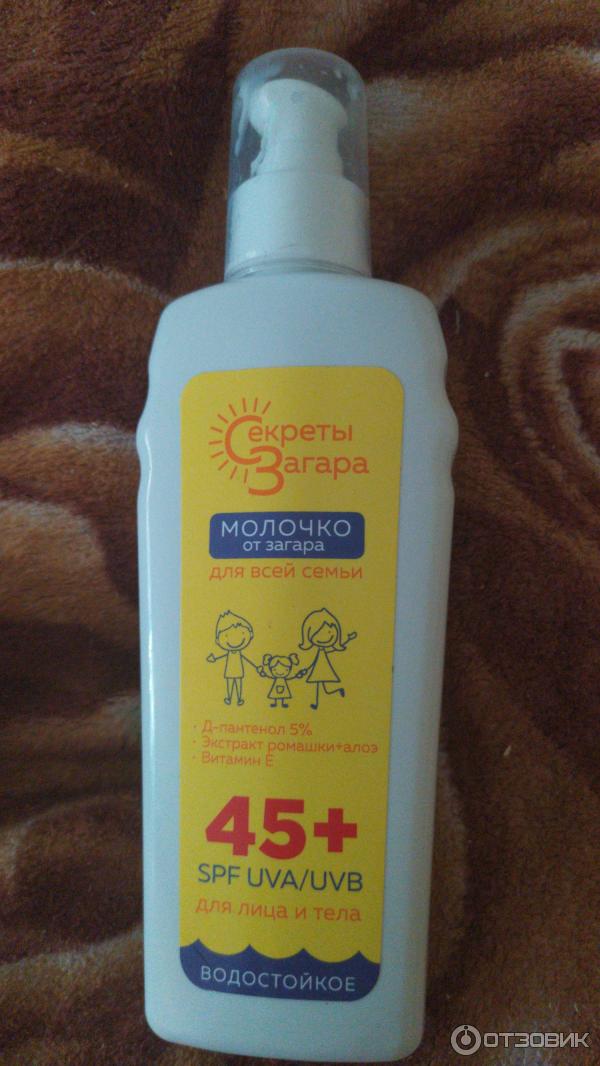 Секреты
Загара
МОЛОЧКО
от загара
для всей семьи
· Д-пантенол 5%
· Экстракт ромашки+алоэ
· Витамин Е
45+
SPF UVA/UVB
для лица и тела
ВОДОСТОЙКОЕ
ОТЗОВИК